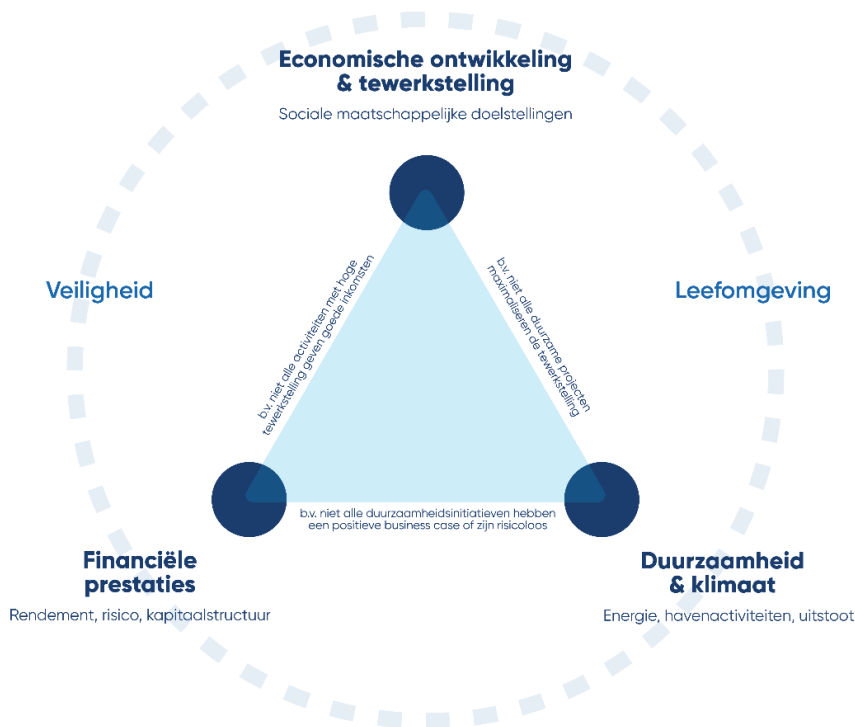 Economische ontwikkeling
& tewerkstelling
Sociale maatschappelijke doelstellingen
Veiligheid
Leefomgeving
b.v. niet alle activiteiten met hoge
tewerkstelling geven goede inkomsten
b.v. niet alle duurzame projecten
maximaliseren de tewerkstelling
b.v. niet alle duurzaamheidsinitiatieven hebben
een positieve business case of zijn risicoloos
Financiële
prestaties
Rendement, risico, kapitaalstructuur
Duurzaamheid
& klimaat
Energie, havenactiviteiten, uitstoot